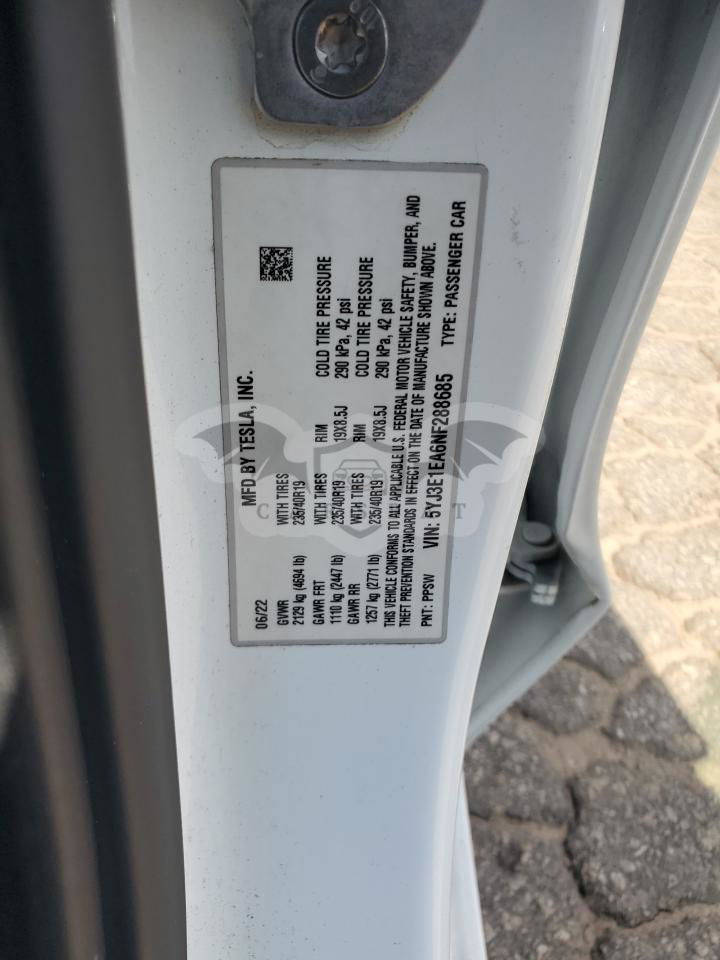 MFD BY TESLA, INC.
06/22
GVWR WITH TIRES RIM COLD TIRE PRESSURE
2129 kg (4694 lb) 235/40R19 19X8.5J 290 kPa, 42 psi
GAWR FRT WITH TIRES RIM COLD TIRE PRESSURE
1110 kg (2447 lb) 235/40R19
GAWR RR WITH TIRES
1257 kg (2771 lb) 235/40R19 19X8.5J 290 kPa, 42 psi
THIS VEHICLE CONFORMS TO ALL APPLICABLE U.S. FEDERAL MOTOR VEHICLE SAFETY, BUMPER, AND
THEFT PREVENTION STANDARDS IN EFFECT ON THE DATE OF MANUFACTURE SHOWN ABOVE.
PNT: PPSW VIN: 5YJ3E1EA6NF288685 TYPE: PASSENGER CAR